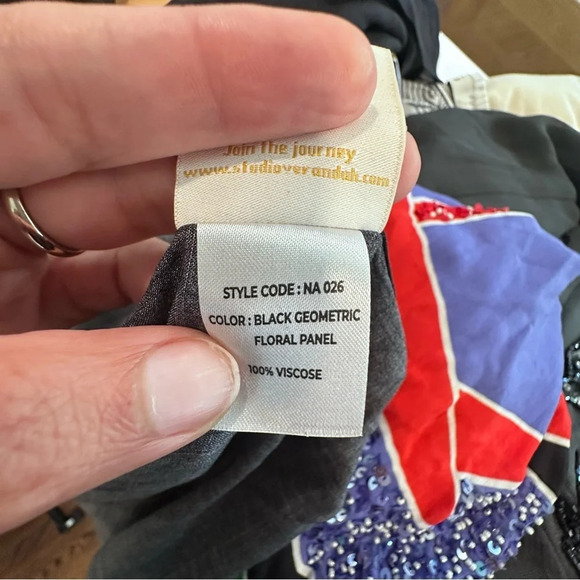 Join The journey
www.studioverandah.com
STYLE CODE : NA 026
COLOR : BLACK GEOMETRIC
FLORAL PANEL
100% VISCOSE